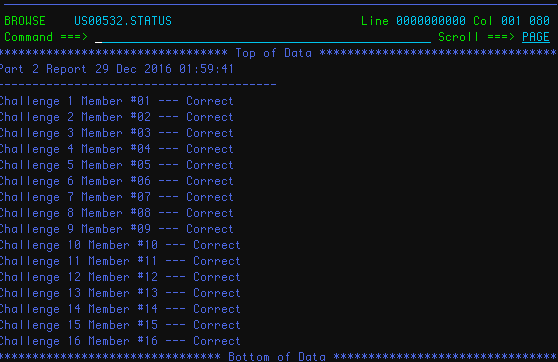 BROWSE    US00532.STATUS                          Line 0000000000 Col 001 080
Command ===>                                                 Scroll ===> PAGE
******************************** Top of Data *********************************
Part 2 Report 29 Dec 2016 01:59:41
----------------------------------------
Challenge 1 Member #01 --- Correct
Challenge 2 Member #02 --- Correct
Challenge 3 Member #03 --- Correct
Challenge 4 Member #04 --- Correct
Challenge 5 Member #05 --- Correct
Challenge 6 Member #06 --- Correct
Challenge 7 Member #07 --- Correct
Challenge 8 Member #08 --- Correct
Challenge 9 Member #09 --- Correct
Challenge 10 Member #10 --- Correct
Challenge 11 Member #11 --- Correct
Challenge 12 Member #12 --- Correct
Challenge 13 Member #13 --- Correct
Challenge 14 Member #14 --- Correct
Challenge 15 Member #15 --- Correct
Challenge 16 Member #16 --- Correct
******************************* Bottom of Data *******************************